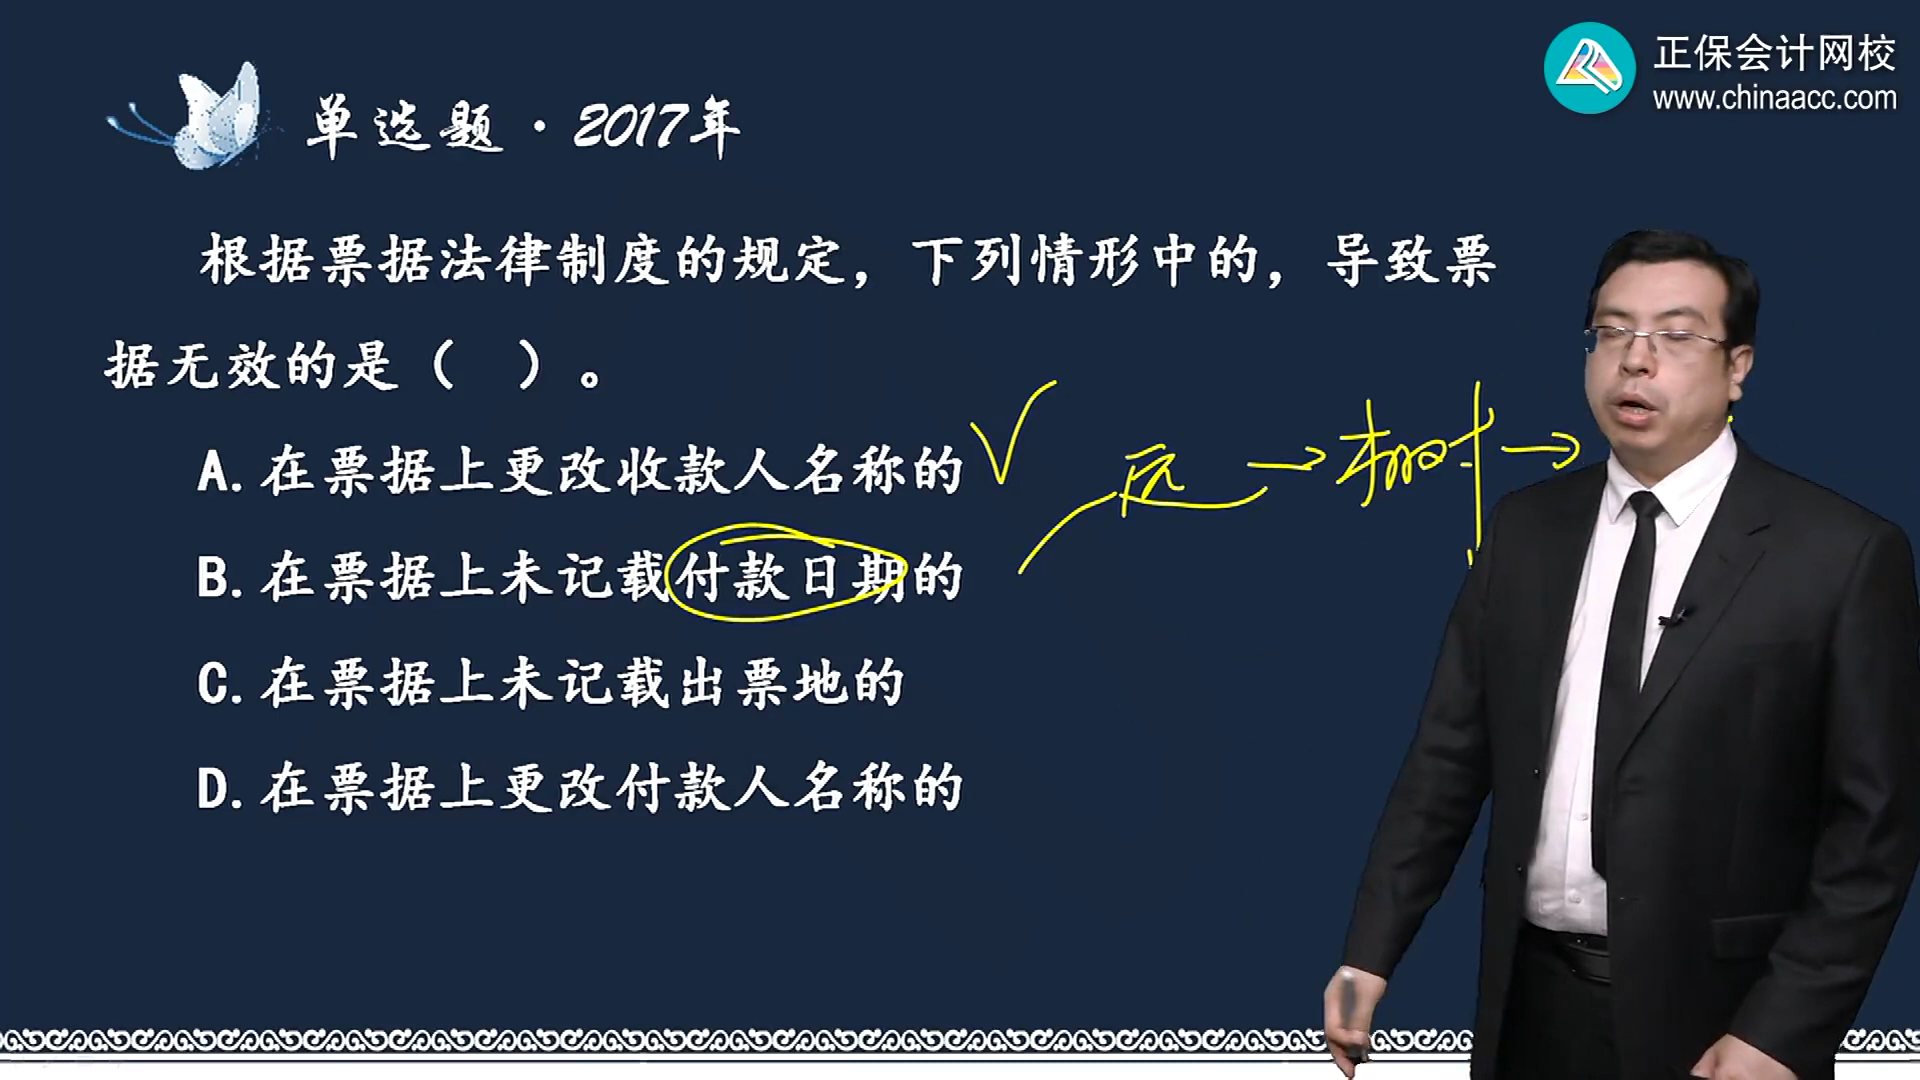 正保会计网校
www.chinaacc.com
单选题·2017年
根据票据法律制度的规定，下列情形中的，导致票
据无效的是（ ）。
A.在票据上更改收款人名称的
B.在票据上未记载付款日期的
C.在票据上未记载出票地的
D.在票据上更改付款人名称的